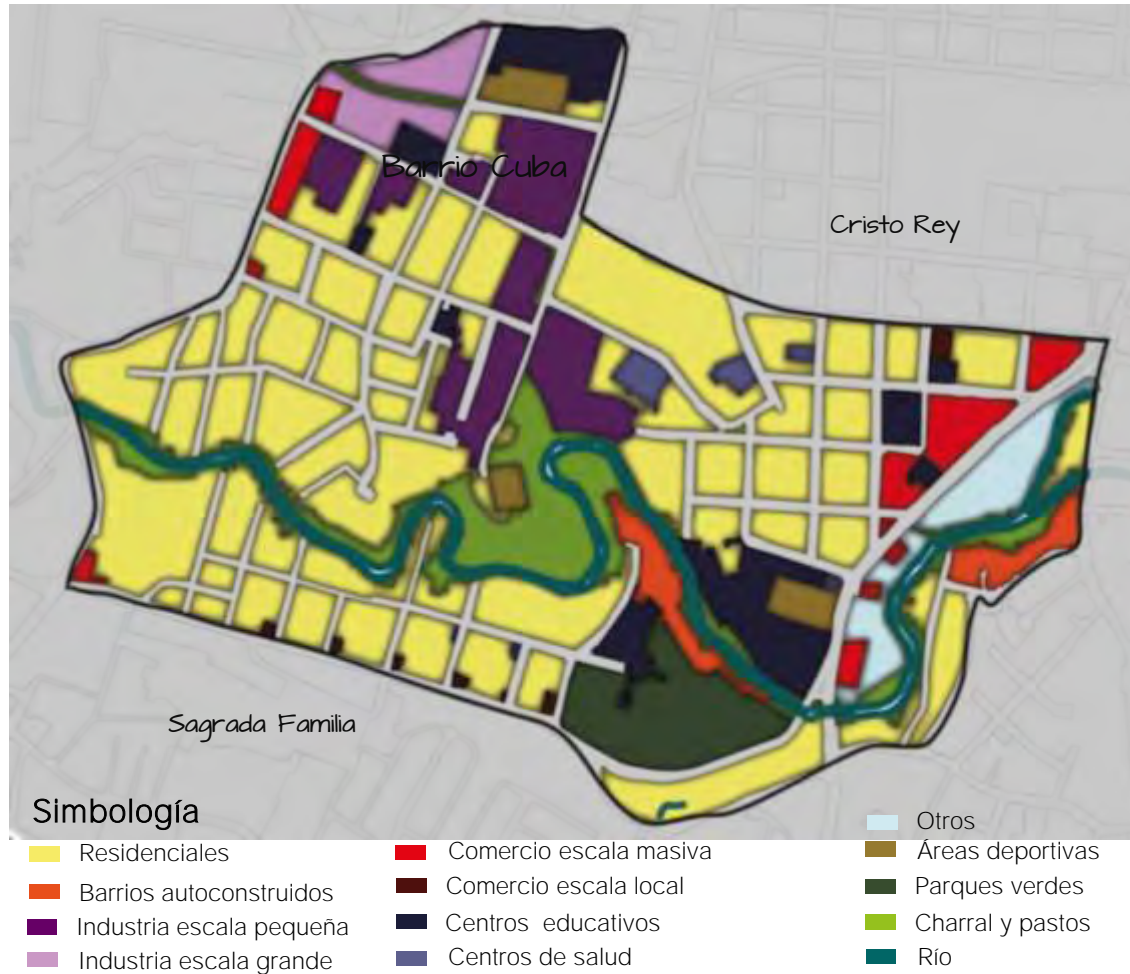 Barrio Cuba
Cristo Rey
Sagrada Familia
Simbología
Residenciales
Barrios autoconstruidos
Industria escala pequeña
Industria escala grande
Comercio escala masiva
Comercio escala local
Centros educativos
Centros de salud
Otros
Áreas deportivas
Parques verdes
Charral y pastos
Río